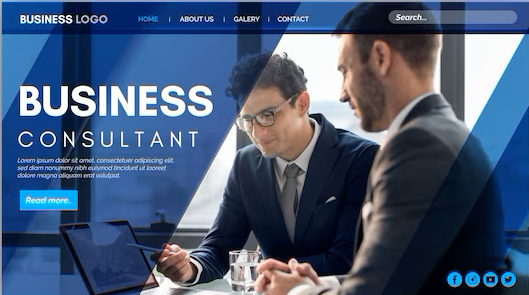 BUSINESS LOGO
HOME | ABOUT US | GALERY | CONTACT
Search...
BUSINESS
CONSULTANT
Lorem ipsum dolor sit amet, consectetuer adipiscing elit,
sed diam nonummy nibh euismod tincidunt ut laoreet
dolore magna aliquam erat volutpat.
Read more..